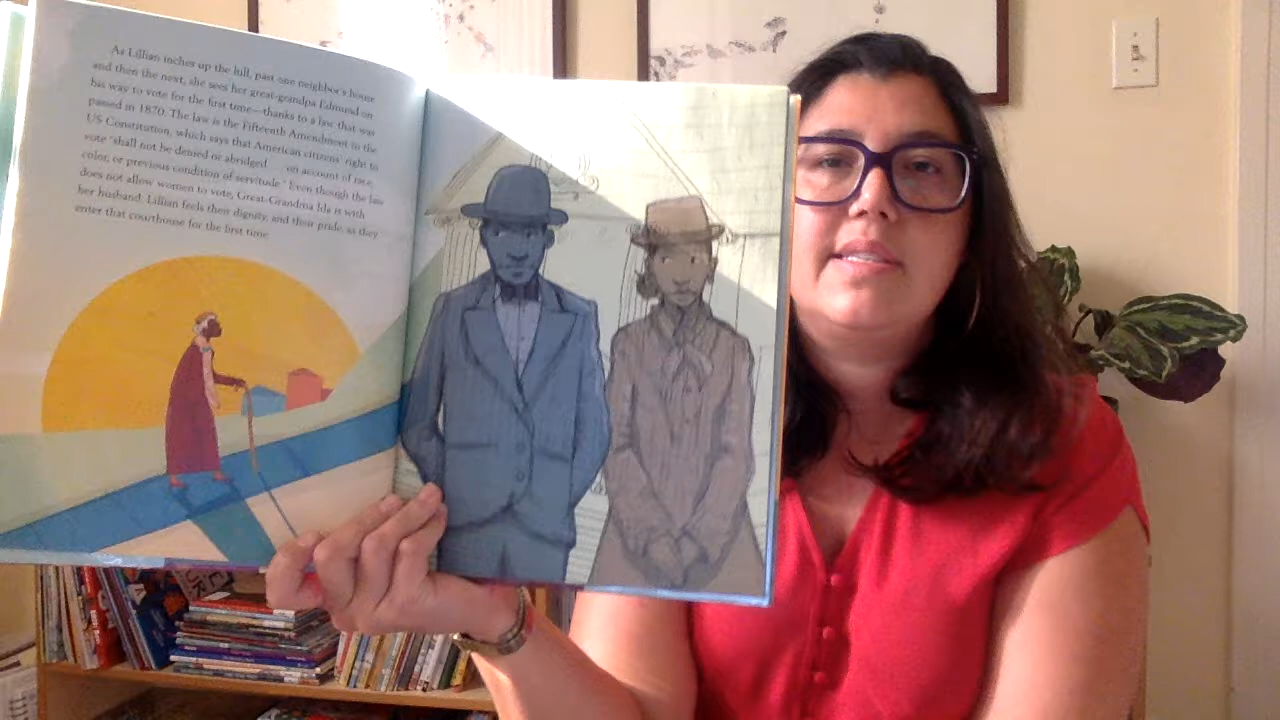 As Lillian inches up the hill, past one neighbor's house
and then the next, she sees her great-grandpa Edmund on
his way to vote for the first time—thanks to a law that was
passed in 1870. The law is the Fifteenth Amendment to the
US Constitution, which says that American citizens' right to
vote "shall not be denied or abridged on account of race,
color, or previous condition of servitude." Even though the law
does not allow women to vote, Great-Grandma Ida is with
her husband. Lillian feels their dignity, and their pride, as they
enter that courthouse for the first time.